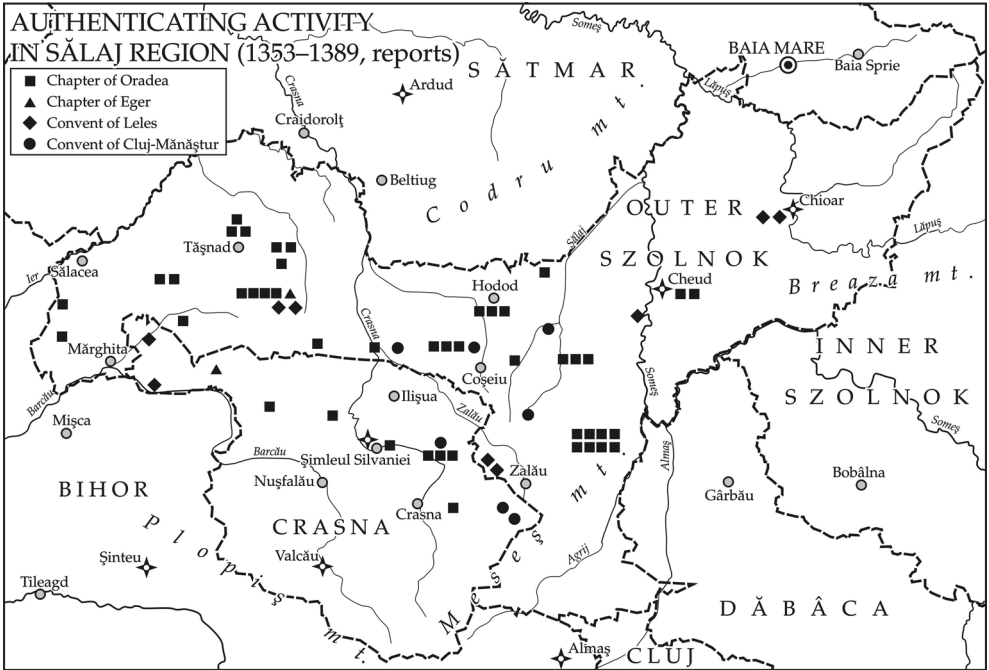 AUTHENTICATING ACTIVITY
IN SĂLAJ REGION (1353–1389, reports)
Chapter of Oradea
Chapter of Eger
Convent of Leles
Convent of Cluj-Mănăştur
Someş
BAIA MARE
Baia Sprie
SĂTMAR
Ardud
Crasna
Lăpuş
Craidorolţ
Codru mt.
Beltiug
Chioar
OUTER
SZOLNOK
Sălaj
Lăpuş
Tăşnad
Ier
Sălacea
Cheud
Breaza mt.
Hodod
Crasna
INNER
SZOLNOK
Mărghita
Coşeiu
Someş
Barcău
Ilişua
Zalău
Someş
Mişca
Şimleul Silvaniei
Barcău
Almaş
Zalău
Bobâlna
Nuşfalău
Gârbău
BIHOR
Crasna
CRASNA
Plopiş mt.
Meseş mt.
Şinteu
Valcău
Agrij
Tileagd
DĂBÂCA
Almaş
CLUJ